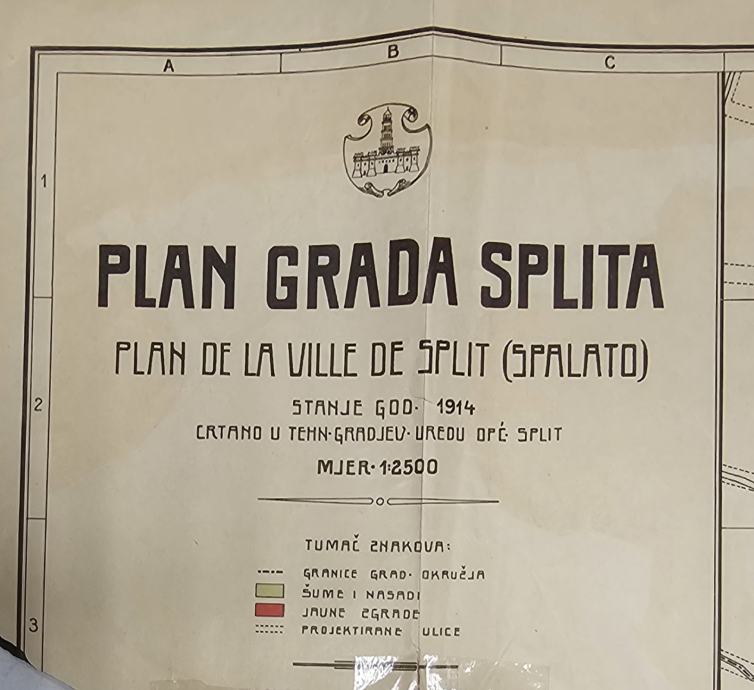 A B C
1
PLAN GRADA SPLITA
PLAN DE LA VILLE DE SPLIT (SPALATO)
STANJE GOD· 1914
2
CRTANO U TEHN·GRADJEV·UREDU OPĆ· SPLIT
MJER·1:2500
TUMAČ ZNAKOVA:
GRANICE GRAD· OKRUČJA
ŠUME I NASADI
JAVNE ZGRADE
3
PROJEKTIRANE ULICE